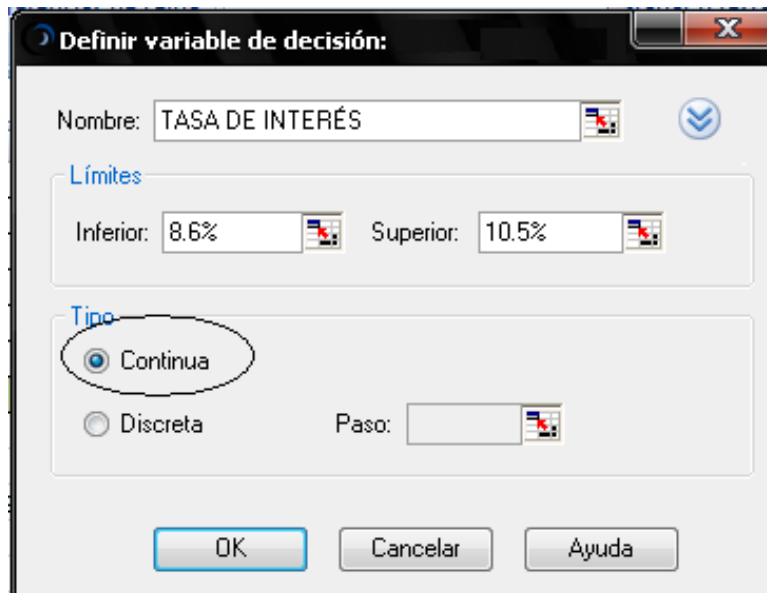 Definir variable de decisión:
Nombre: TASA DE INTERÉS
Límites
Inferior: 8.6% Superior: 10.5%
Tipo
Continua
Discreta Paso:
OK Cancelar Ayuda